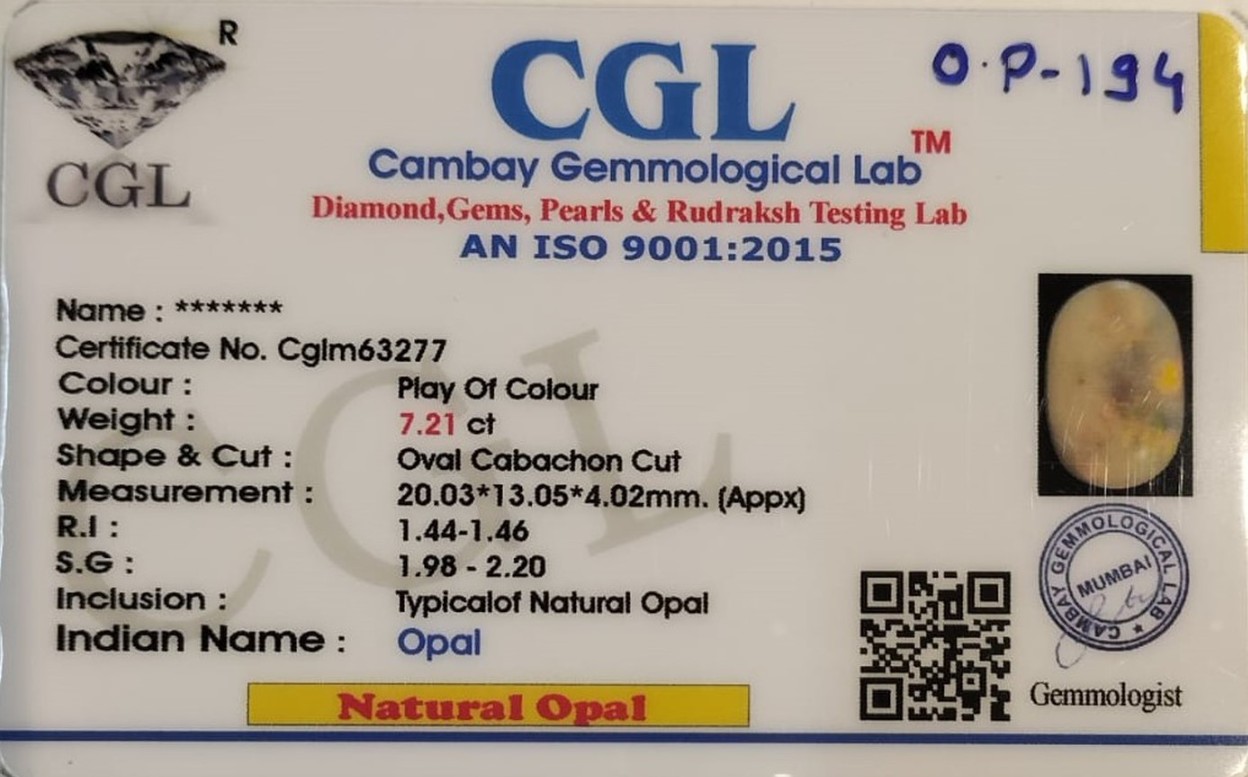 R
CGL
O.P-194
CGL
Cambay Gemmological Lab TM
Diamond,Gems, Pearls & Rudraksh Testing Lab
AN ISO 9001:2015
Name : *******
Certificate No. Cglm63277
Colour : Play Of Colour
Weight : 7.21 ct
Shape & Cut : Oval Cabachon Cut
Measurement : 20.03*13.05*4.02mm. (Appx)
R.I : 1.44-1.46
S.G : 1.98 - 2.20
Inclusion : Typicalof Natural Opal
Indian Name : Opal
Natural Opal
CGL
CAMBAY GEMMOLOGICAL LAB ★
MUMBAI
Gemmologist